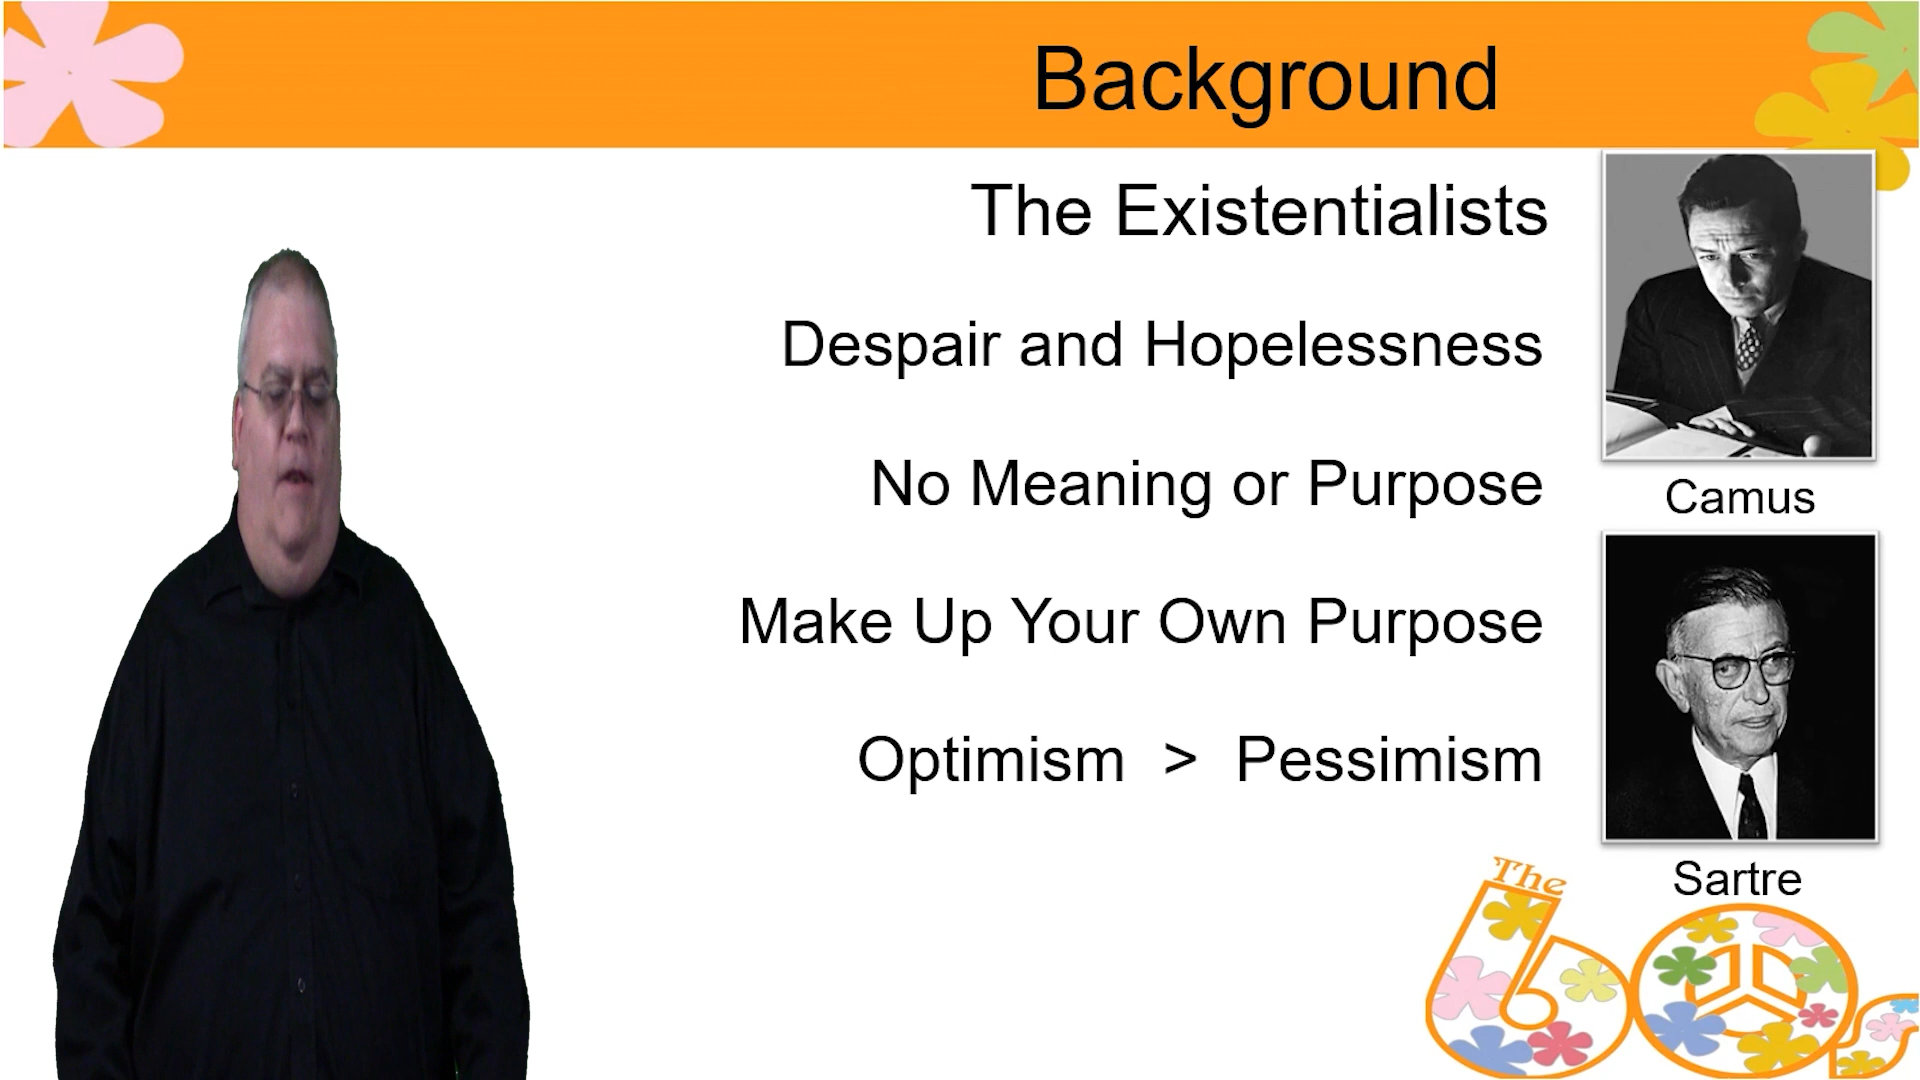 Background
The Existentialists
Despair and Hopelessness
No Meaning or Purpose
Make Up Your Own Purpose
Optimism > Pessimism
Camus
Sartre
The
60s